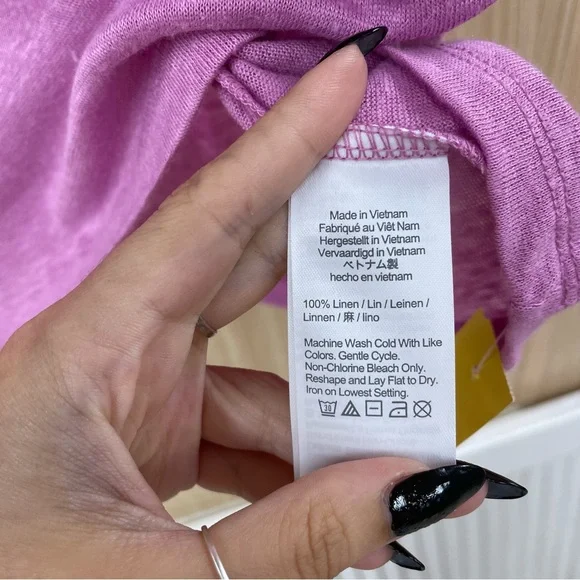 Made in Vietnam
Fabriqué au Viêt Nam
Hergestellt in Vietnam
Vervaardigd in Vietnam
ベトナム製
hecho en vietnam
100% Linen / Lin / Leinen /
Linnen / 麻 / lino
Machine Wash Cold With Like
Colors. Gentle Cycle.
Non-Chlorine Bleach Only.
Reshape and Lay Flat to Dry.
Iron on Lowest Setting.
30